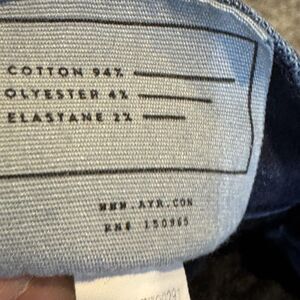 COTTON 94%
OLYESTER 4%
ELASTANE 2%
WWW.AYR.COM
RN# 150965